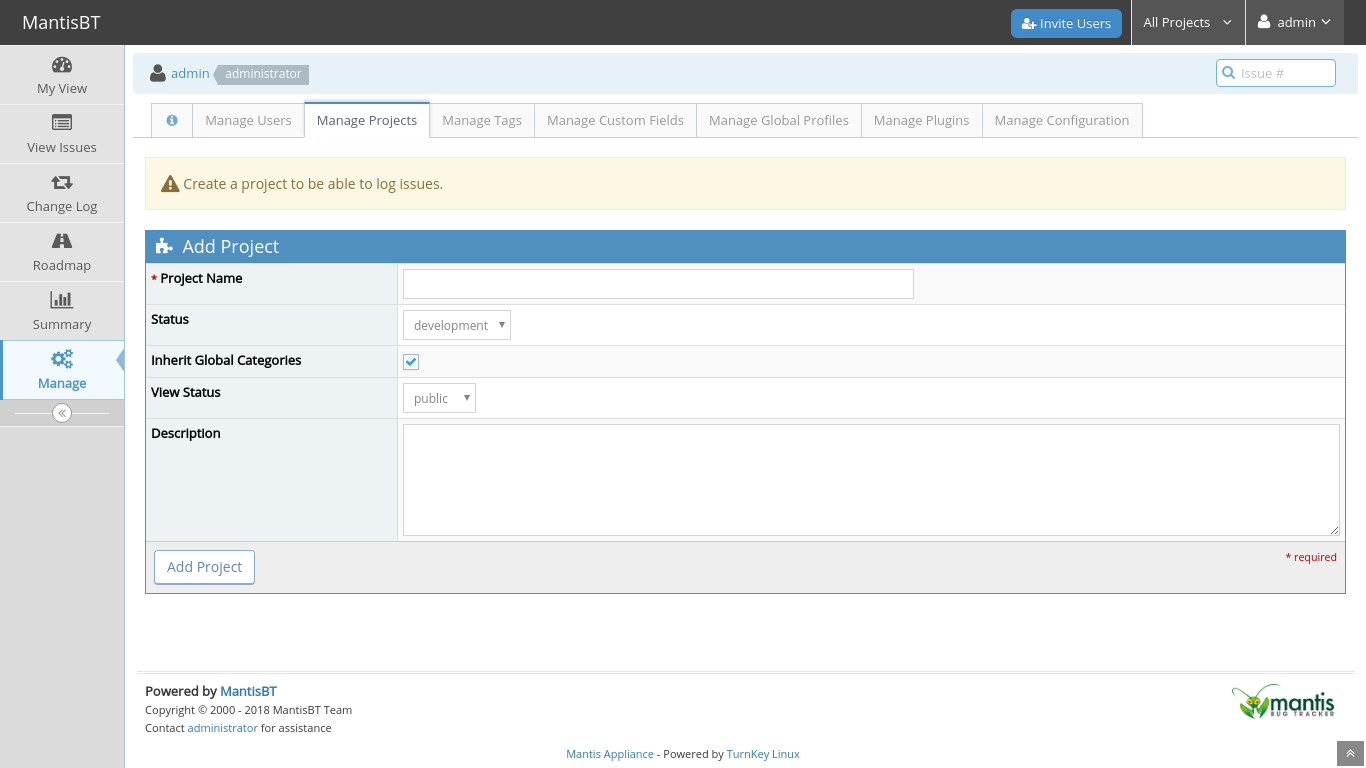 MantisBT
Invite Users
All Projects
admin
My View
View Issues
Change Log
Roadmap
Summary
Manage
admin administrator
Issue #
Manage Users
Manage Projects
Manage Tags
Manage Custom Fields
Manage Global Profiles
Manage Plugins
Manage Configuration
Create a project to be able to log issues.
Add Project
* Project Name
Status
development
Inherit Global Categories
View Status
public
Description
Add Project
* required
Powered by MantisBT
Copyright © 2000 - 2018 MantisBT Team
Contact administrator for assistance
mantis
BUG TRACKER
Mantis Appliance - Powered by TurnKey Linux